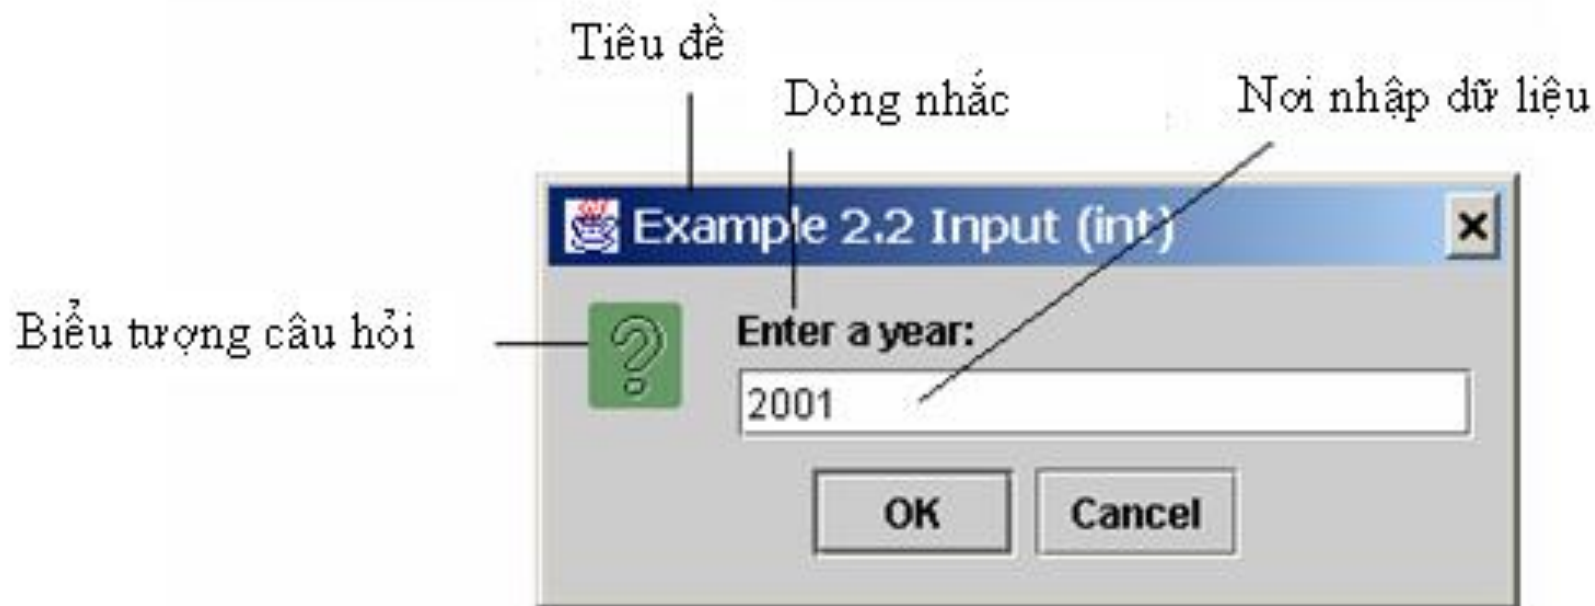 Tiêu đề
Dòng nhắc
Nơi nhập dữ liệu
Example 2.2 Input (int)
Biểu tượng câu hỏi
Enter a year:
2001
OK
Cancel